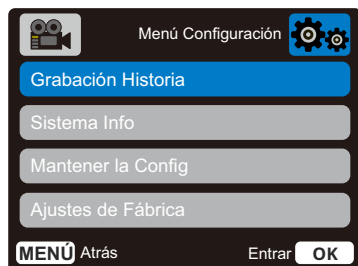 Menú Configuración
Grabación Historia
Sistema Info
Mantener la Config
Ajustes de Fábrica
MENÚ Atrás Entrar OK